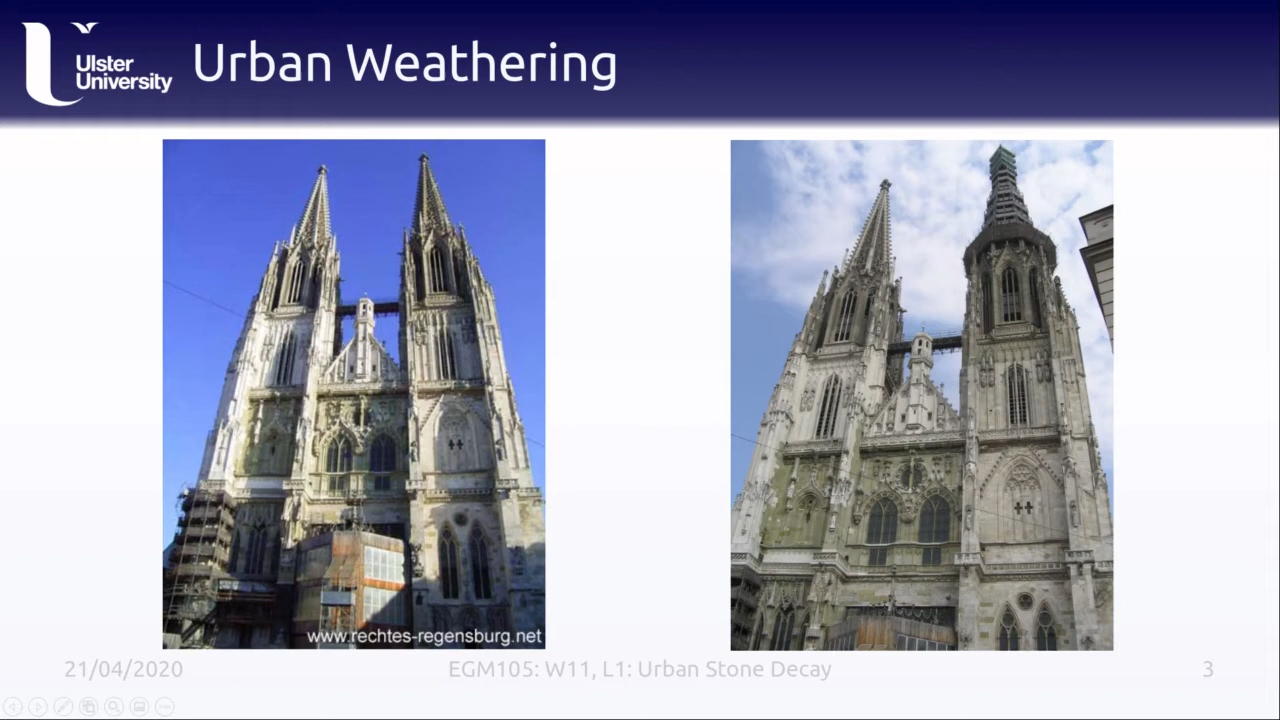 Ulster
University
Urban Weathering
www.rechtes-regensburg.net
21/04/2020
EGM105: W11, L1: Urban Stone Decay
3